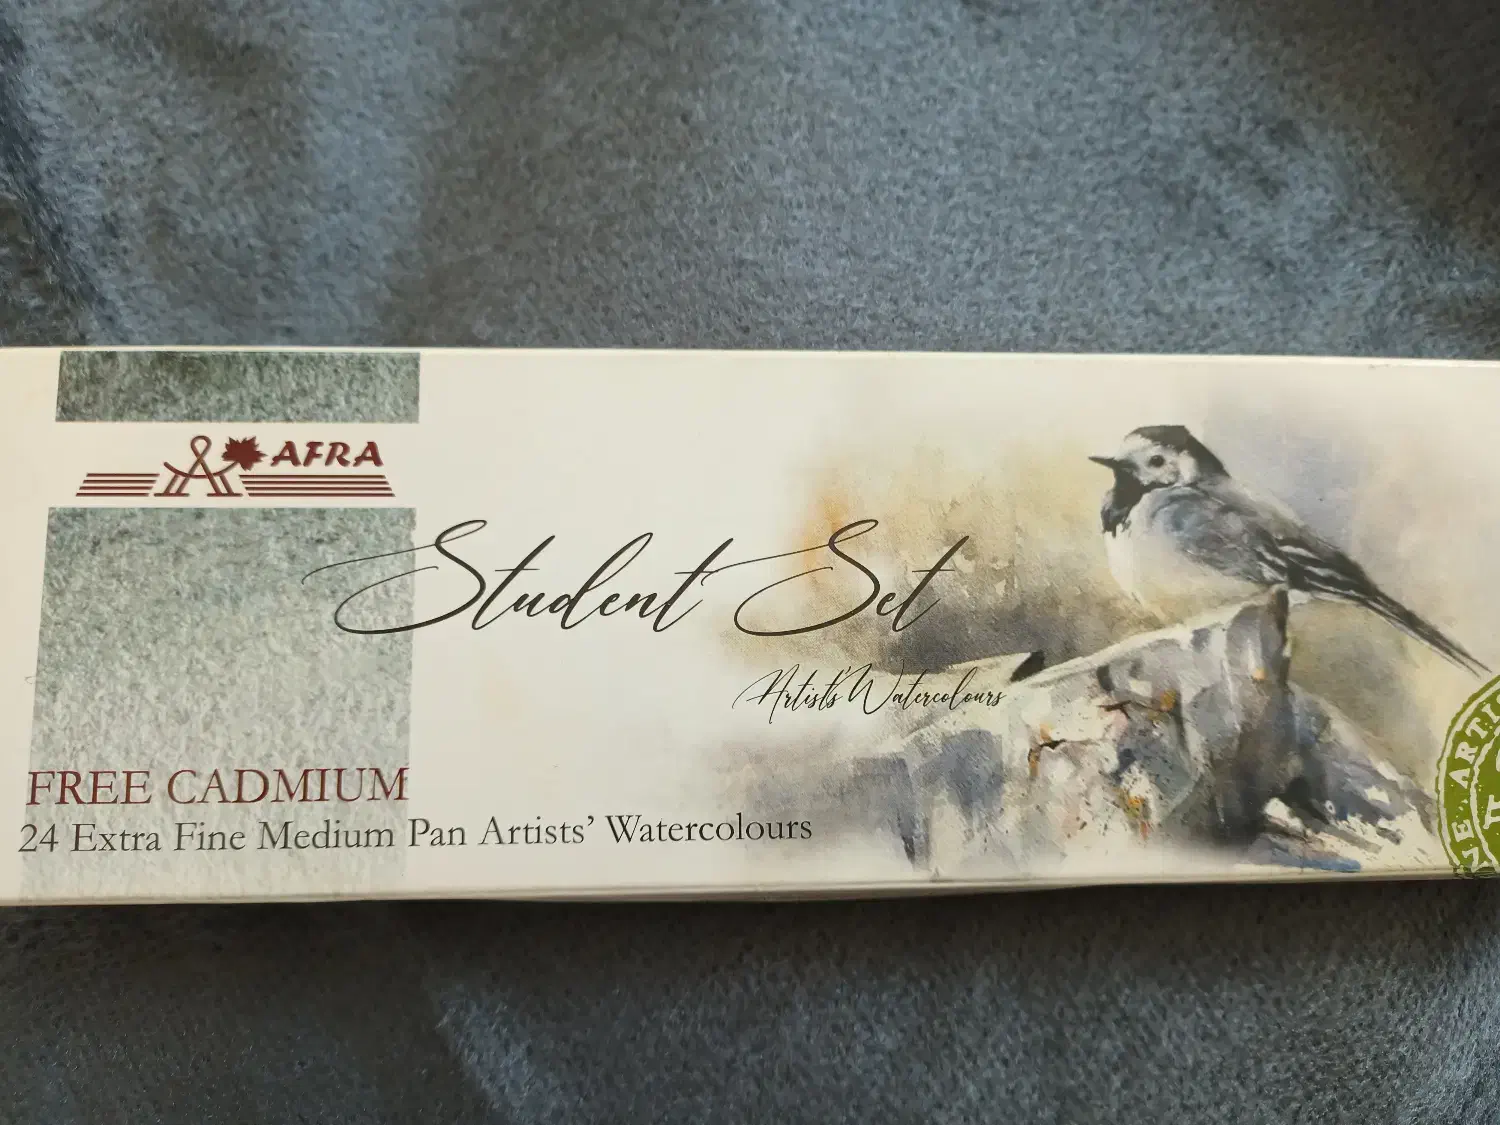 AFRA
Student Set
Artists' Watercolours
FREE CADMIUM
24 Extra Fine Medium Pan Artists' Watercolours